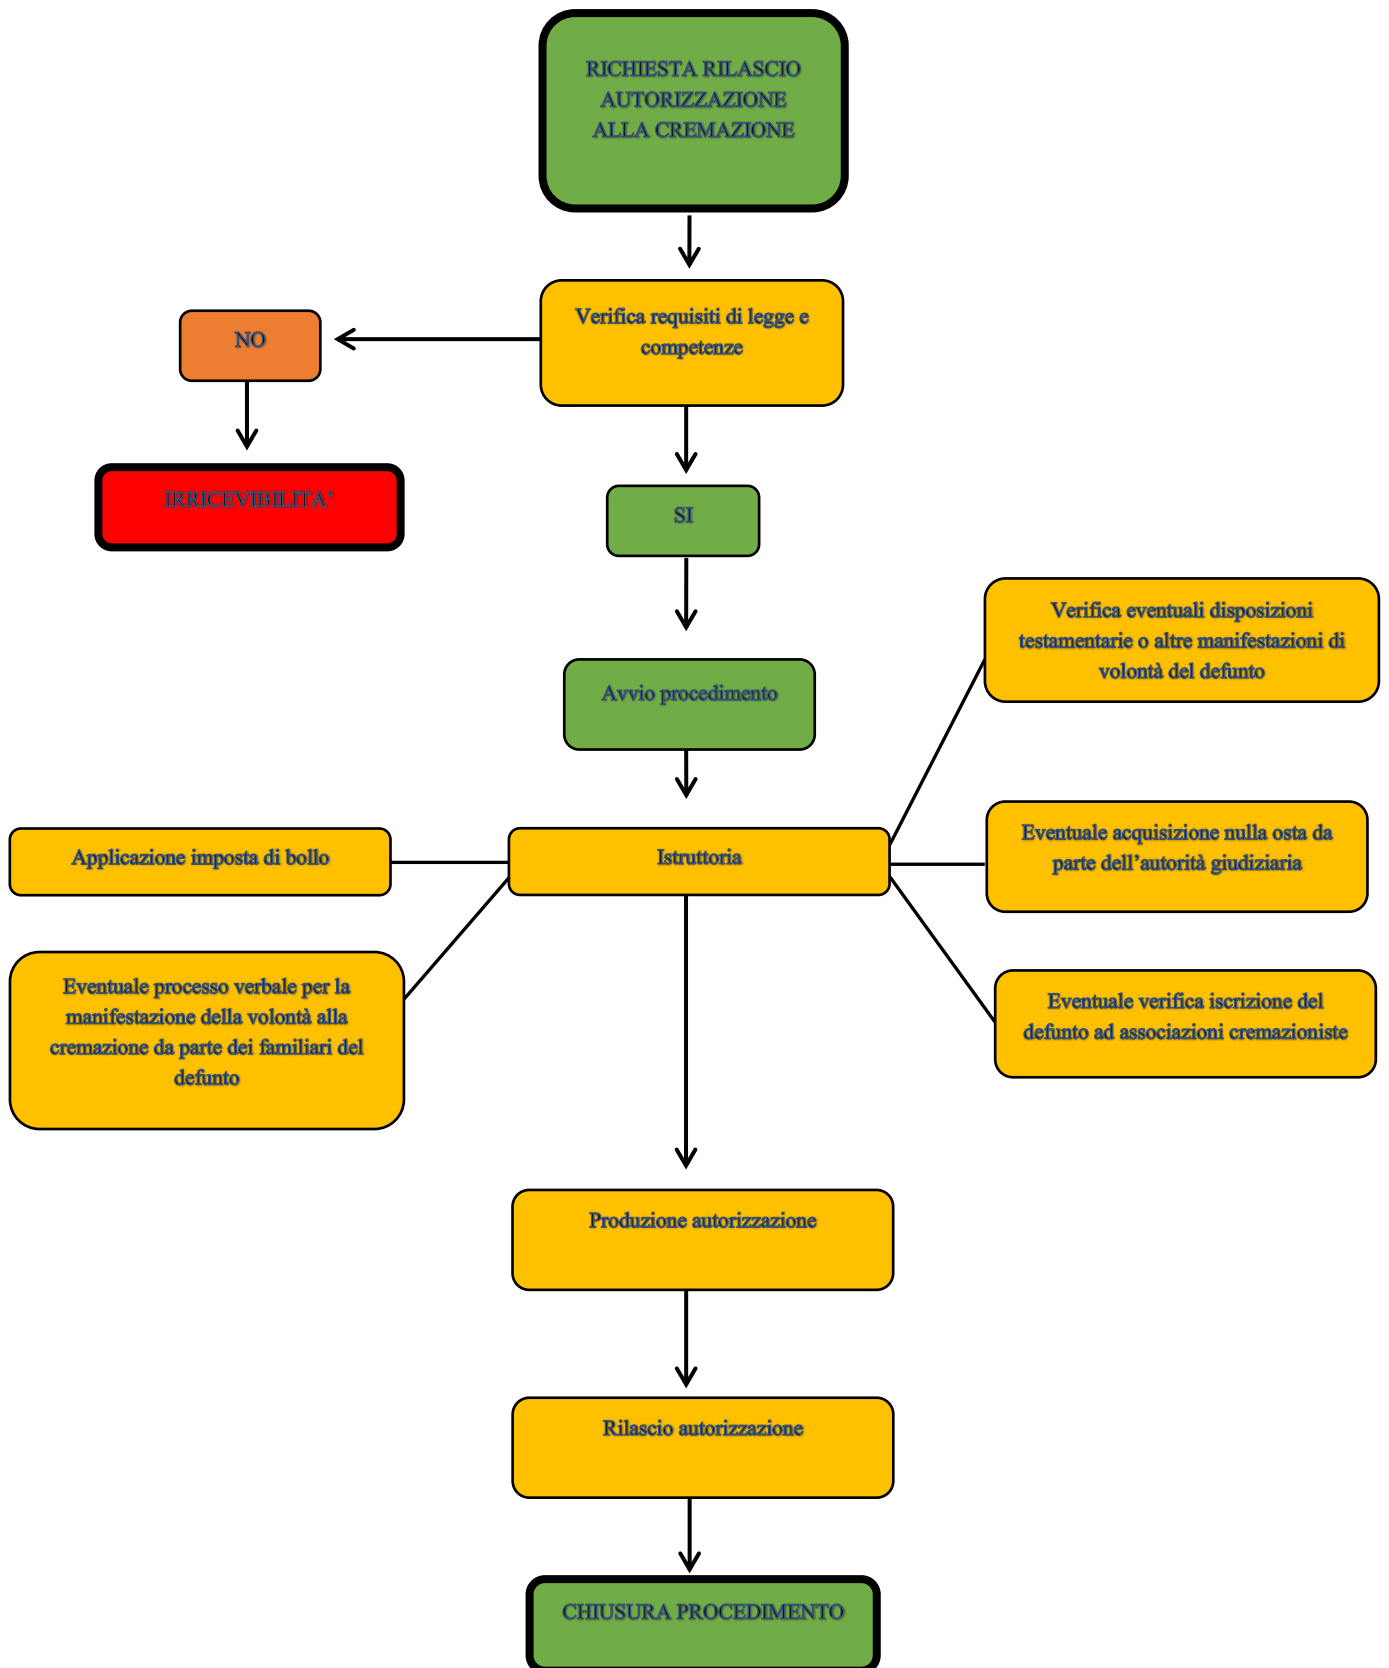 RICHIESTA RILASCIO
AUTORIZZAZIONE
ALLA CREMAZIONE
Verifica requisiti di legge e
competenze
NO
IRRICEVIBILITA'
SI
Avvio procedimento
Verifica eventuali disposizioni
testamentarie o altre manifestazioni di
volontà del defunto
Applicazione imposta di bollo
Istruttoria
Eventuale acquisizione nulla osta da
parte dell’autorità giudiziaria
Eventuale processo verbale per la
manifestazione della volontà alla
cremazione da parte dei familiari del
defunto
Eventuale verifica iscrizione del
defunto ad associazioni cremazioniste
Produzione autorizzazione
Rilascio autorizzazione
CHIUSURA PROCEDIMENTO